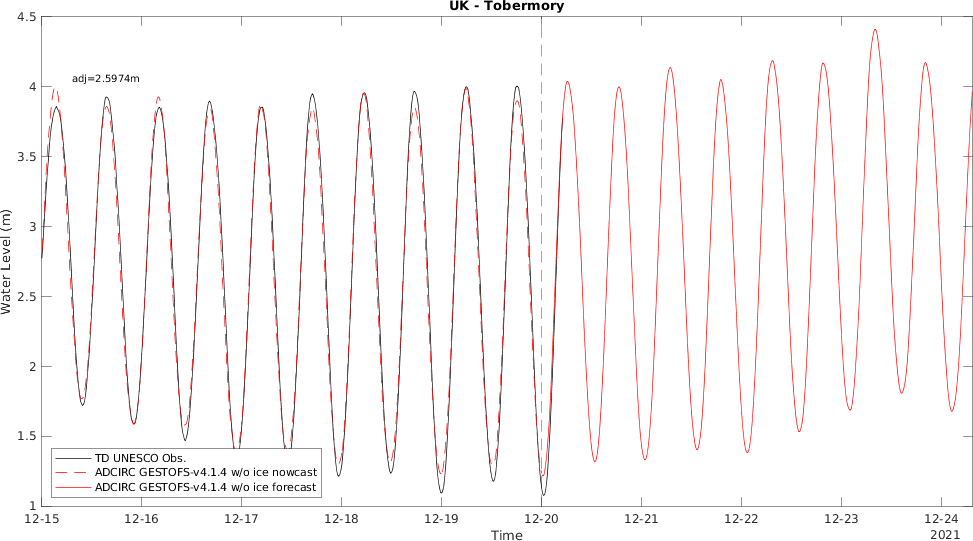 UK - Tobermory
4.5
adj=2.5974m
4
3.5
3
2.5
2
1.5
1
Water Level (m)
TD UNESCO Obs.
ADCIRC GESTOFS-v4.1.4 w/o ice nowcast
ADCIRC GESTOFS-v4.1.4 w/o ice forecast
12-15 12-16 12-17 12-18 12-19 12-20 12-21 12-22 12-23 12-24
Time 2021